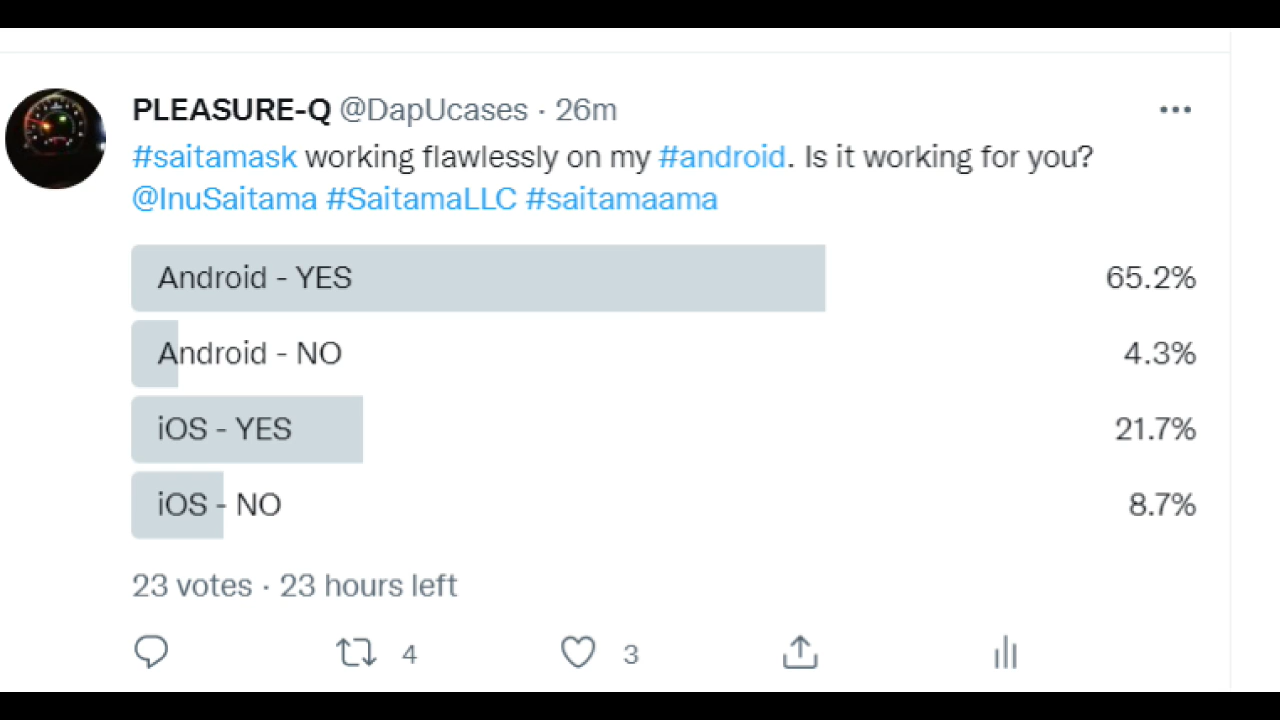 PLEASURE-Q @DapUcases · 26m
#saitamask working flawlessly on my #android. Is it working for you?
@InuSaitama #SaitamaLLC #saitamaama
Android - YES 65.2%
Android - NO 4.3%
iOS - YES 21.7%
iOS - NO 8.7%
23 votes · 23 hours left
4 3